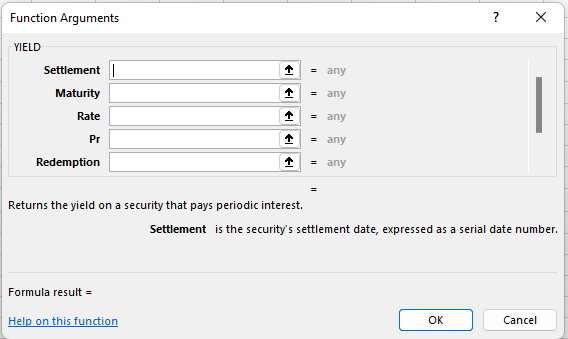 Function Arguments ?
YIELD
Settlement = any
Maturity = any
Rate = any
Pr = any
Redemption = any
=
Returns the yield on a security that pays periodic interest.
Settlement is the security's settlement date, expressed as a serial date number.
Formula result =
Help on this function OK Cancel